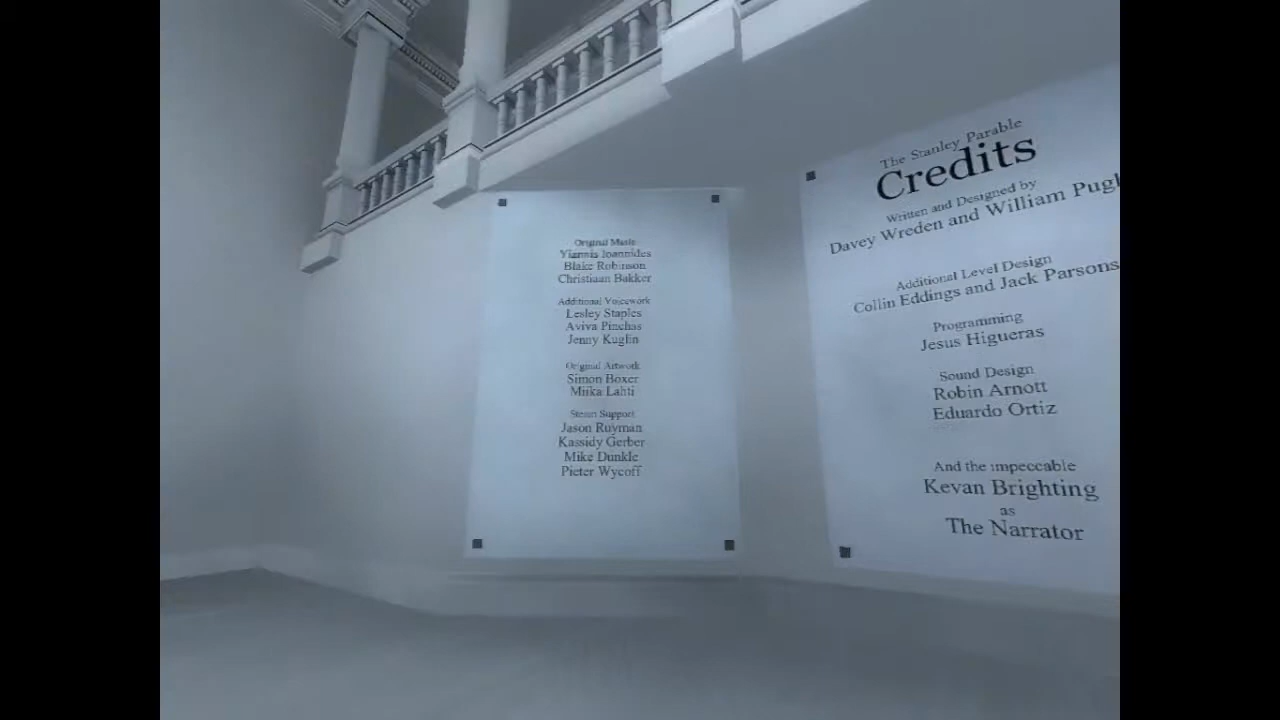 Original Music
Yiannis Ioannides
Blake Robinson
Christiaan Bakker
Additional Voicework
Lesley Staples
Aviva Pinchas
Jenny Kuglin
Original Artwork
Simon Boxer
Miika Lahti
Steam Support
Jason Ruyman
Kassidy Gerber
Mike Dunkle
Pieter Wycoff
The Stanley Parable
Credits
Written and Designed by
Davey Wreden and William Pugh
Additional Level Design
Collin Eddings and Jack Parsons
Programming
Jesus Higueras
Sound Design
Robin Arnott
Eduardo Ortiz
And the impeccable
Kevan Brighting
as
The Narrator